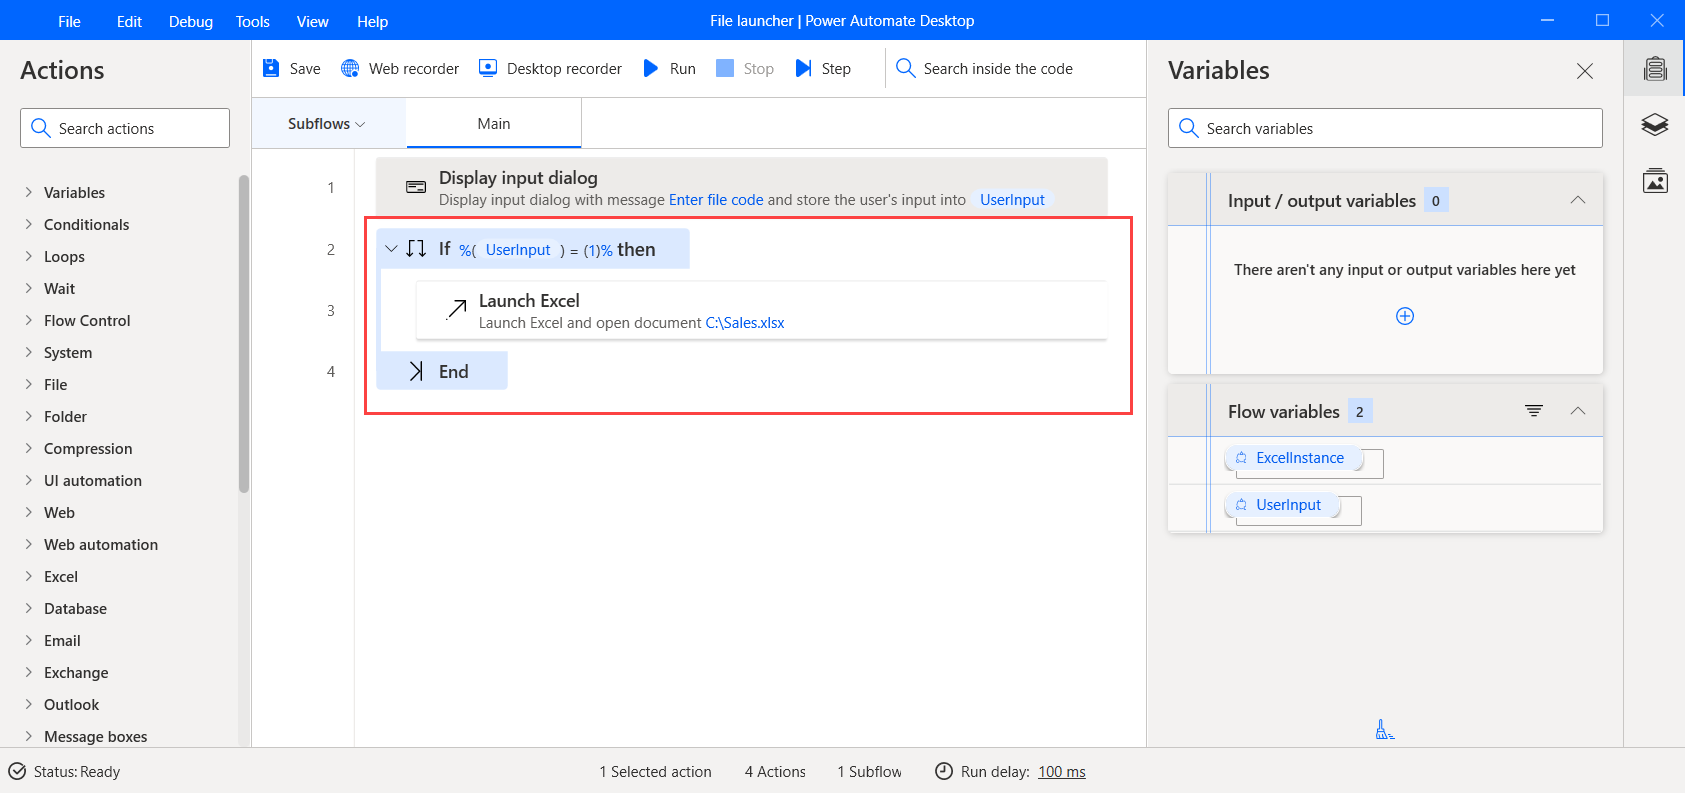 File Edit Debug Tools View Help
File launcher | Power Automate Desktop
Actions
Search actions
Variables
Conditionals
Loops
Wait
Flow Control
System
File
Folder
Compression
UI automation
Web
Web automation
Excel
Database
Email
Exchange
Outlook
Message boxes
Save Web recorder Desktop recorder Run Stop Step Search inside the code
Subflows Main
1 Display input dialog
Display input dialog with message Enter file code and store the user's input into UserInput
2 If %( UserInput ) = (1)% then
3 Launch Excel
Launch Excel and open document C:\Sales.xlsx
4 End
Variables
Search variables
Input / output variables 0
There aren't any input or output variables here yet
Flow variables 2
ExcelInstance
UserInput
Status: Ready 1 Selected action 4 Actions 1 Subflow Run delay: 100 ms